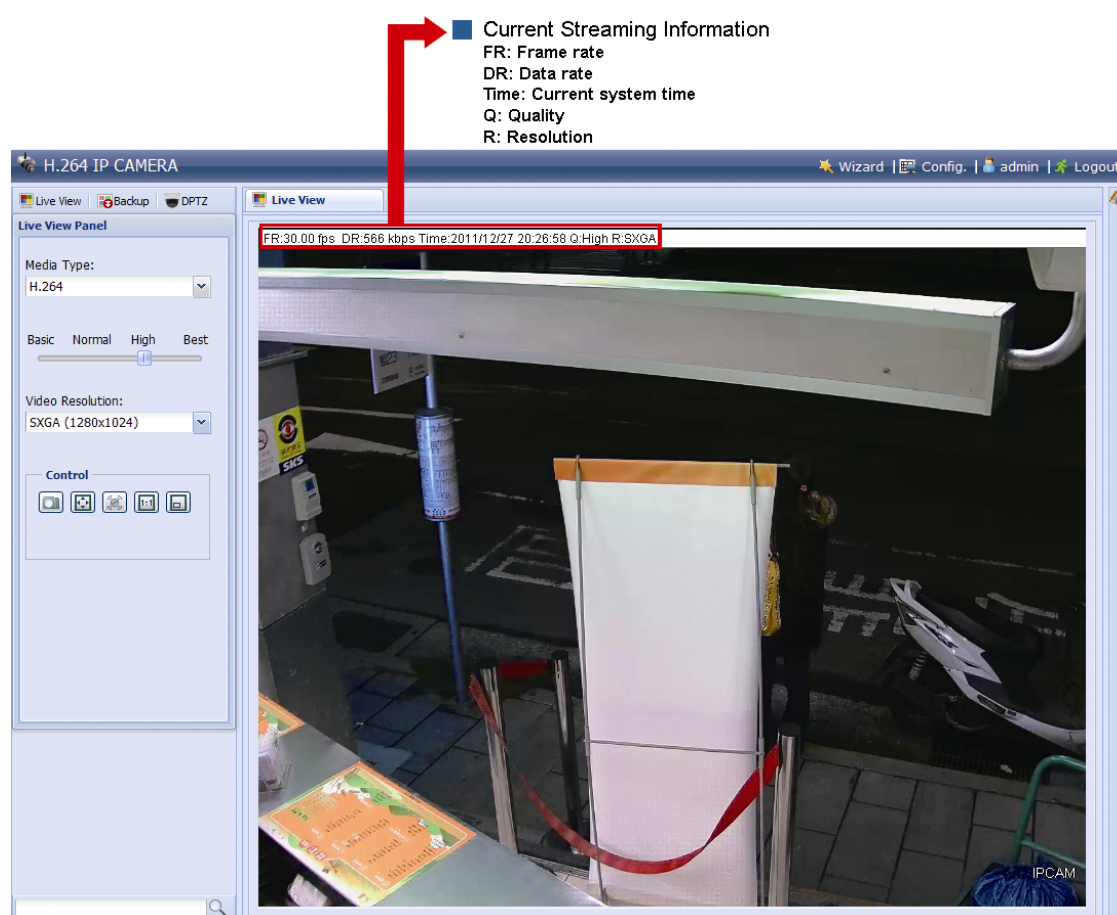 Current Streaming Information
FR: Frame rate
DR: Data rate
Time: Current system time
Q: Quality
R: Resolution
H.264 IP CAMERA
Wizard | Config. | admin | Logout
Live View | Backup | DPTZ
Live View
Live View Panel
FR:30.00 fps DR:566 kbps Time:2011/12/27 20:26:58 Q:High R:SXGA
Media Type:
H.264
Basic Normal High Best
Video Resolution:
SXGA (1280x1024)
Control
1:1
SKS
IPCAM